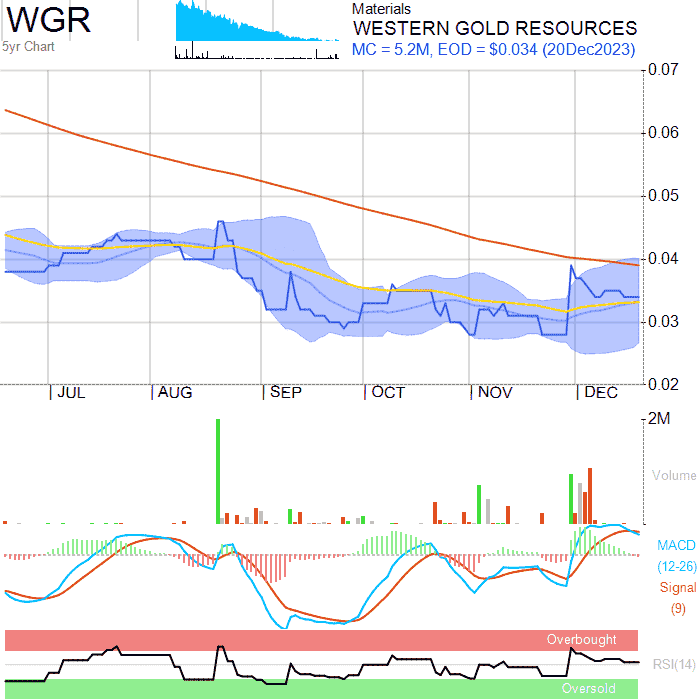 WGR
5yr Chart
Materials
WESTERN GOLD RESOURCES
MC = 5.2M, EOD = $0.034 (20Dec2023)
0.07
0.06
0.05
0.04
0.03
0.02
JUL AUG SEP OCT NOV DEC
2M
Volume
MACD
(12-26)
Signal
(9)
Overbought
RSI(14)
Oversold